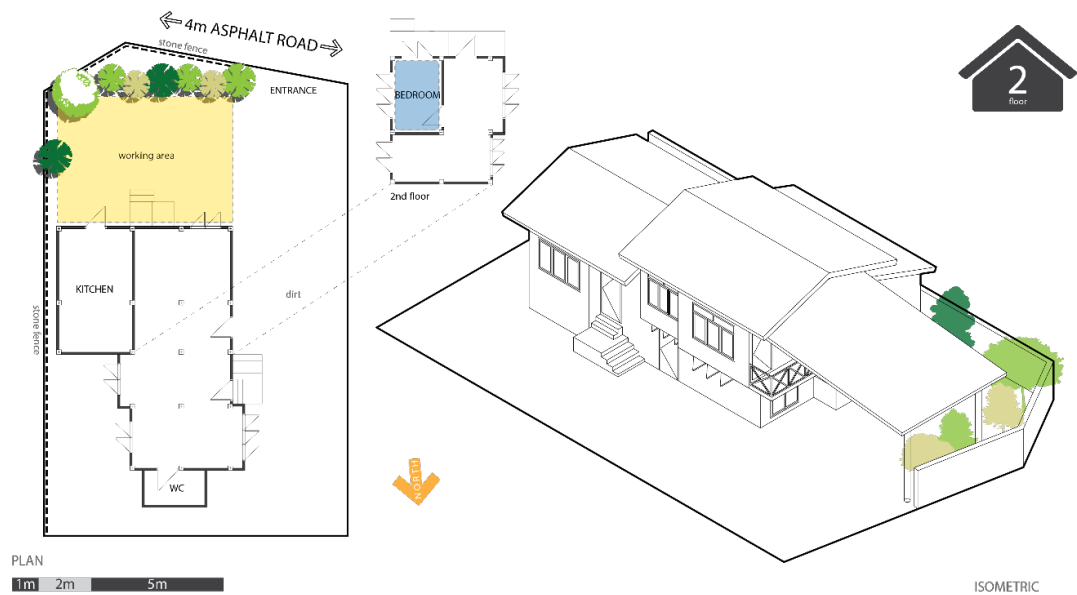 4m ASPHALT ROAD
stone fence
ENTRANCE
BEDROOM
2
floor
working area
2nd floor
KITCHEN
dirt
stone fence
WC
NORTH
PLAN
1m 2m 5m
ISOMETRIC